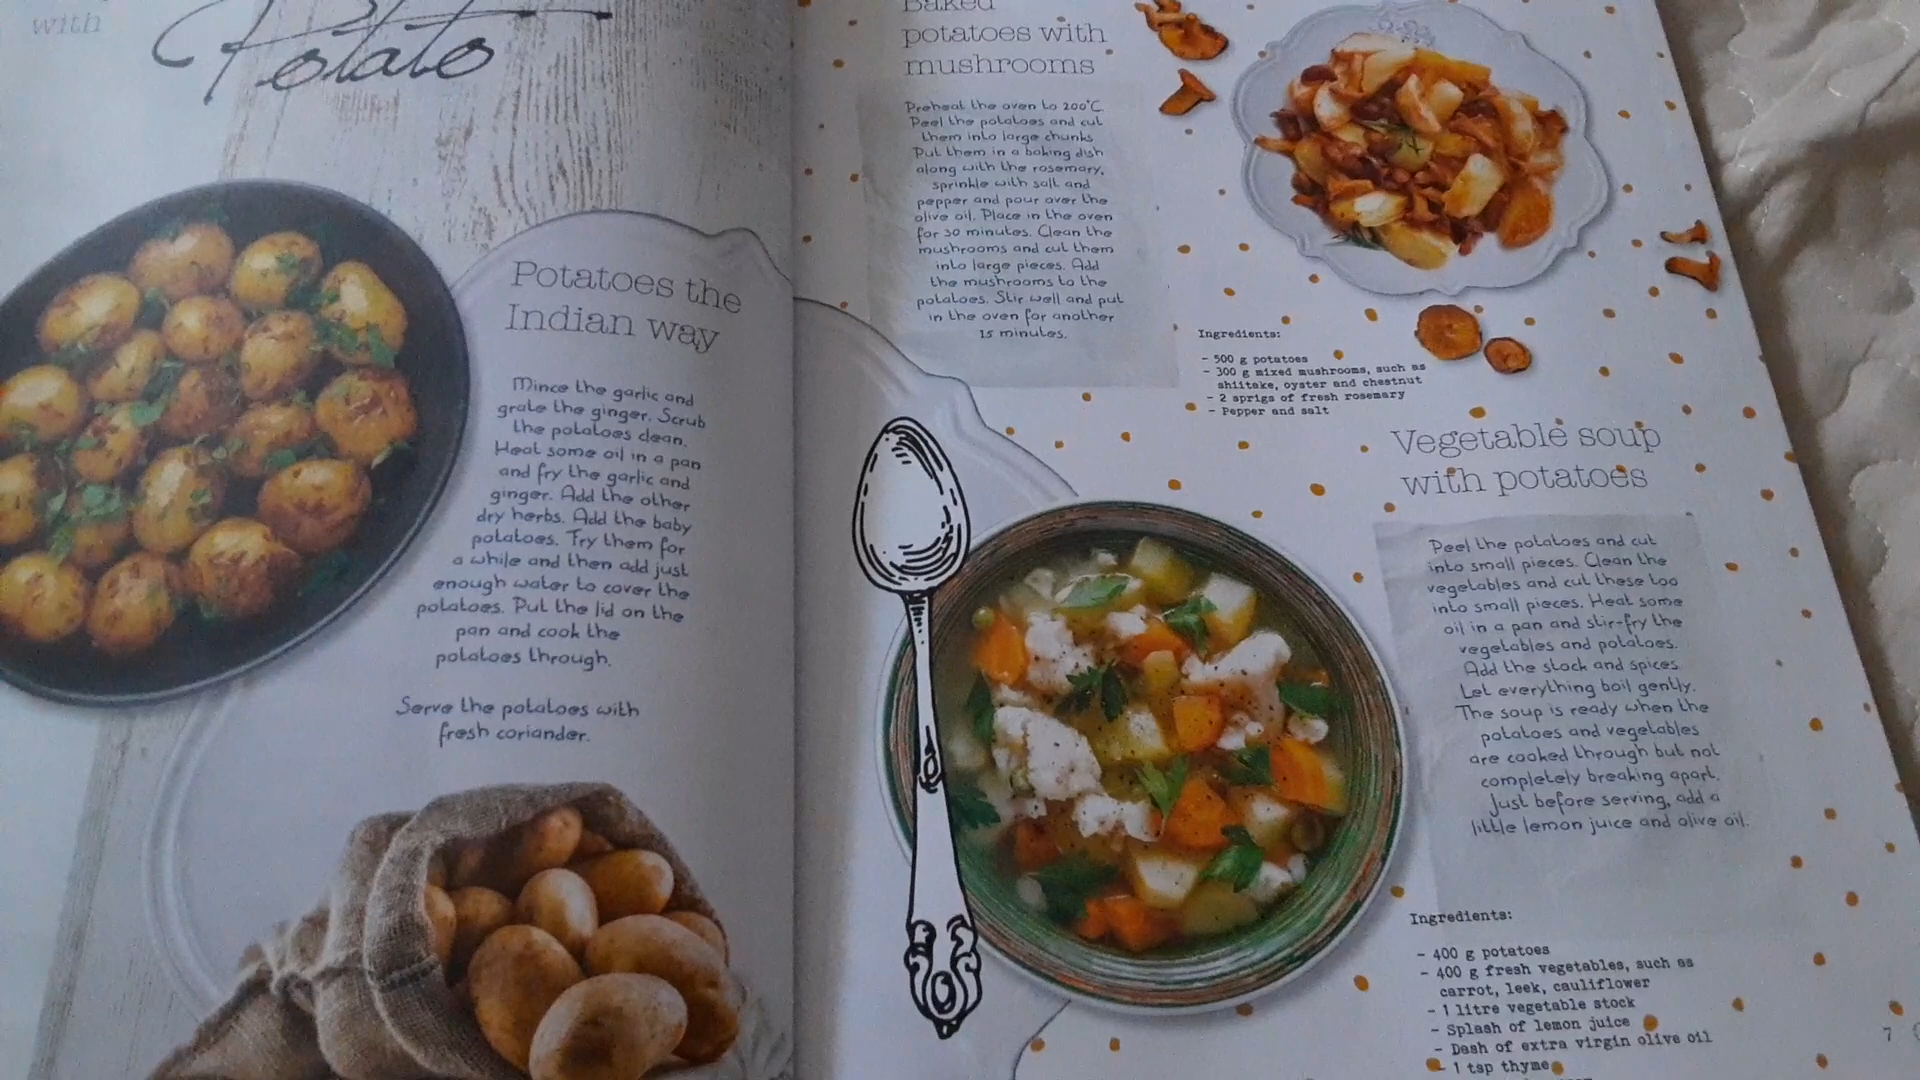 with
Potato
Potatoes the
Indian way
Mince the garlic and
grate the ginger. Scrub
the potatoes clean.
Heat some oil in a pan
and fry the garlic and
ginger. Add the other
dry herbs. Add the baby
potatoes. Fry them for
a while and then add just
enough water to cover the
potatoes. Put the lid on the
pan and cook the
potatoes through.
Serve the potatoes with
fresh coriander.
Baked
potatoes with
mushrooms
Preheat the oven to 200°C.
Peel the potatoes and cut
them into large chunks
Put them in a baking dish
along with the rosemary,
sprinkle with salt and
pepper and pour over the
olive oil. Place in the oven
for 30 minutes. Clean the
mushrooms and cut them
into large pieces. Add
the mushrooms to the
potatoes. Stir well and put
in the oven for another
15 minutes.
Ingredients:
- 500 g potatoes
- 300 g mixed mushrooms, such as
shiitake, oyster and chestnut
- 2 sprigs of fresh rosemary
- Pepper and salt
Vegetable soup
with potatoes
Peel the potatoes and cut
into small pieces. Clean the
vegetables and cut these too
into small pieces. Heat some
oil in a pan and stir-fry the
vegetables and potatoes.
Add the stock and spices
Let everything boil gently.
The soup is ready when the
potatoes and vegetables
are cooked through but not
completely breaking apart.
Just before serving, add a
little lemon juice and olive oil.
Ingredients:
- 400 g potatoes
- 400 g fresh vegetables, such as
carrot, leek, cauliflower
- 1 litre vegetable stock
- Splash of lemon juice
- Dash of extra virgin olive oil
- 1 tsp thyme
7